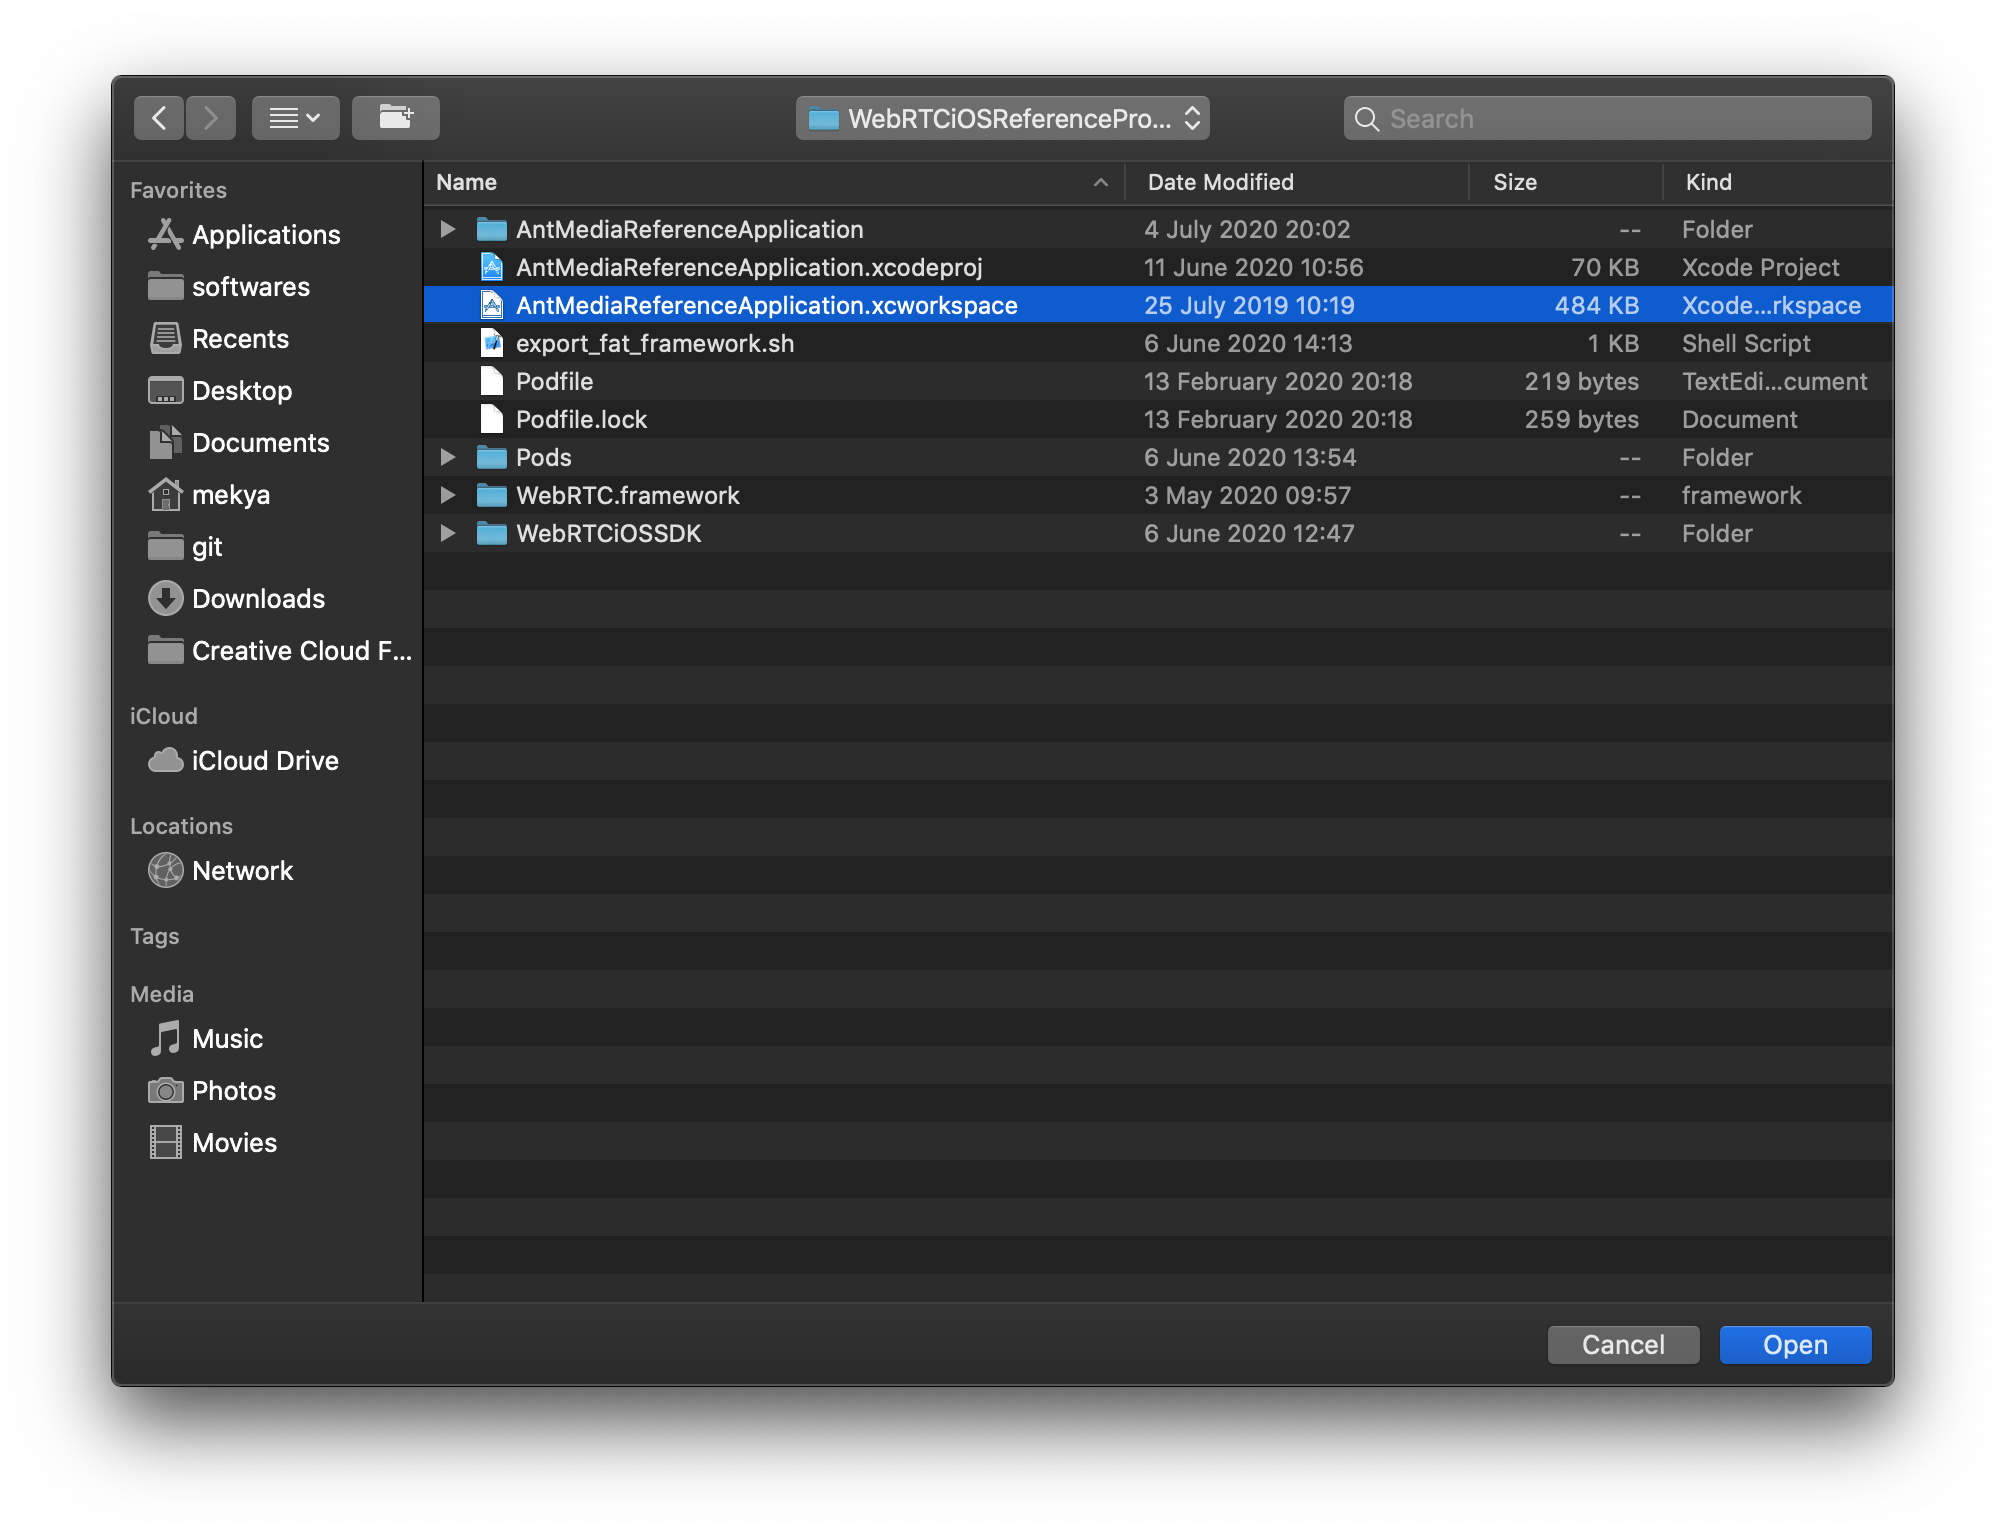 WebRTCiOSReferencePro...
Search
Favorites
Applications
softwares
Recents
Desktop
Documents
mekya
git
Downloads
Creative Cloud F...
iCloud
iCloud Drive
Locations
Network
Tags
Media
Music
Photos
Movies
Name Date Modified Size Kind
AntMediaReferenceApplication 4 July 2020 20:02 -- Folder
AntMediaReferenceApplication.xcodeproj 11 June 2020 10:56 70 KB Xcode Project
AntMediaReferenceApplication.xcworkspace 25 July 2019 10:19 484 KB Xcode...rkspace
export_fat_framework.sh 6 June 2020 14:13 1 KB Shell Script
Podfile 13 February 2020 20:18 219 bytes TextEdi...cument
Podfile.lock 13 February 2020 20:18 259 bytes Document
Pods 6 June 2020 13:54 -- Folder
WebRTC.framework 3 May 2020 09:57 -- framework
WebRTCiOSSDK 6 June 2020 12:47 -- Folder
Cancel Open